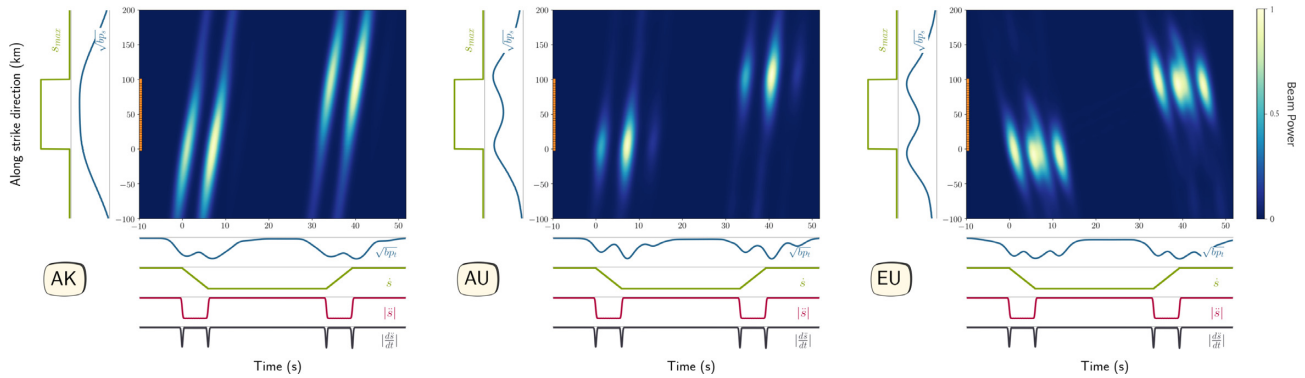 Along strike direction (km)
s_max
√bp_s
200
150
100
50
0
−50
−100
−10
0
10
20
30
40
50
√bp_t
ṡ
|s̈|
|ds̈/dt|
AK
Time (s)
s_max
√bp_s
200
150
100
50
0
−50
−100
−10
0
10
20
30
40
50
√bp_t
ṡ
|s̈|
|ds̈/dt|
AU
Time (s)
s_max
√bp_s
200
150
100
50
0
−50
−100
−10
0
10
20
30
40
50
√bp_t
ṡ
|s̈|
|ds̈/dt|
EU
Time (s)
1
0.5
0
Beam Power